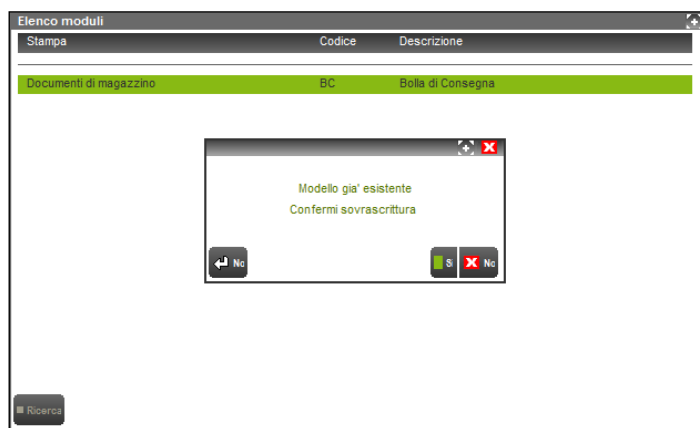 Elenco moduli
Stampa Codice Descrizione
Documenti di magazzino BC Bolla di Consegna
Modello gia' esistente
Confermi sovrascrittura
No Si No
Ricerca